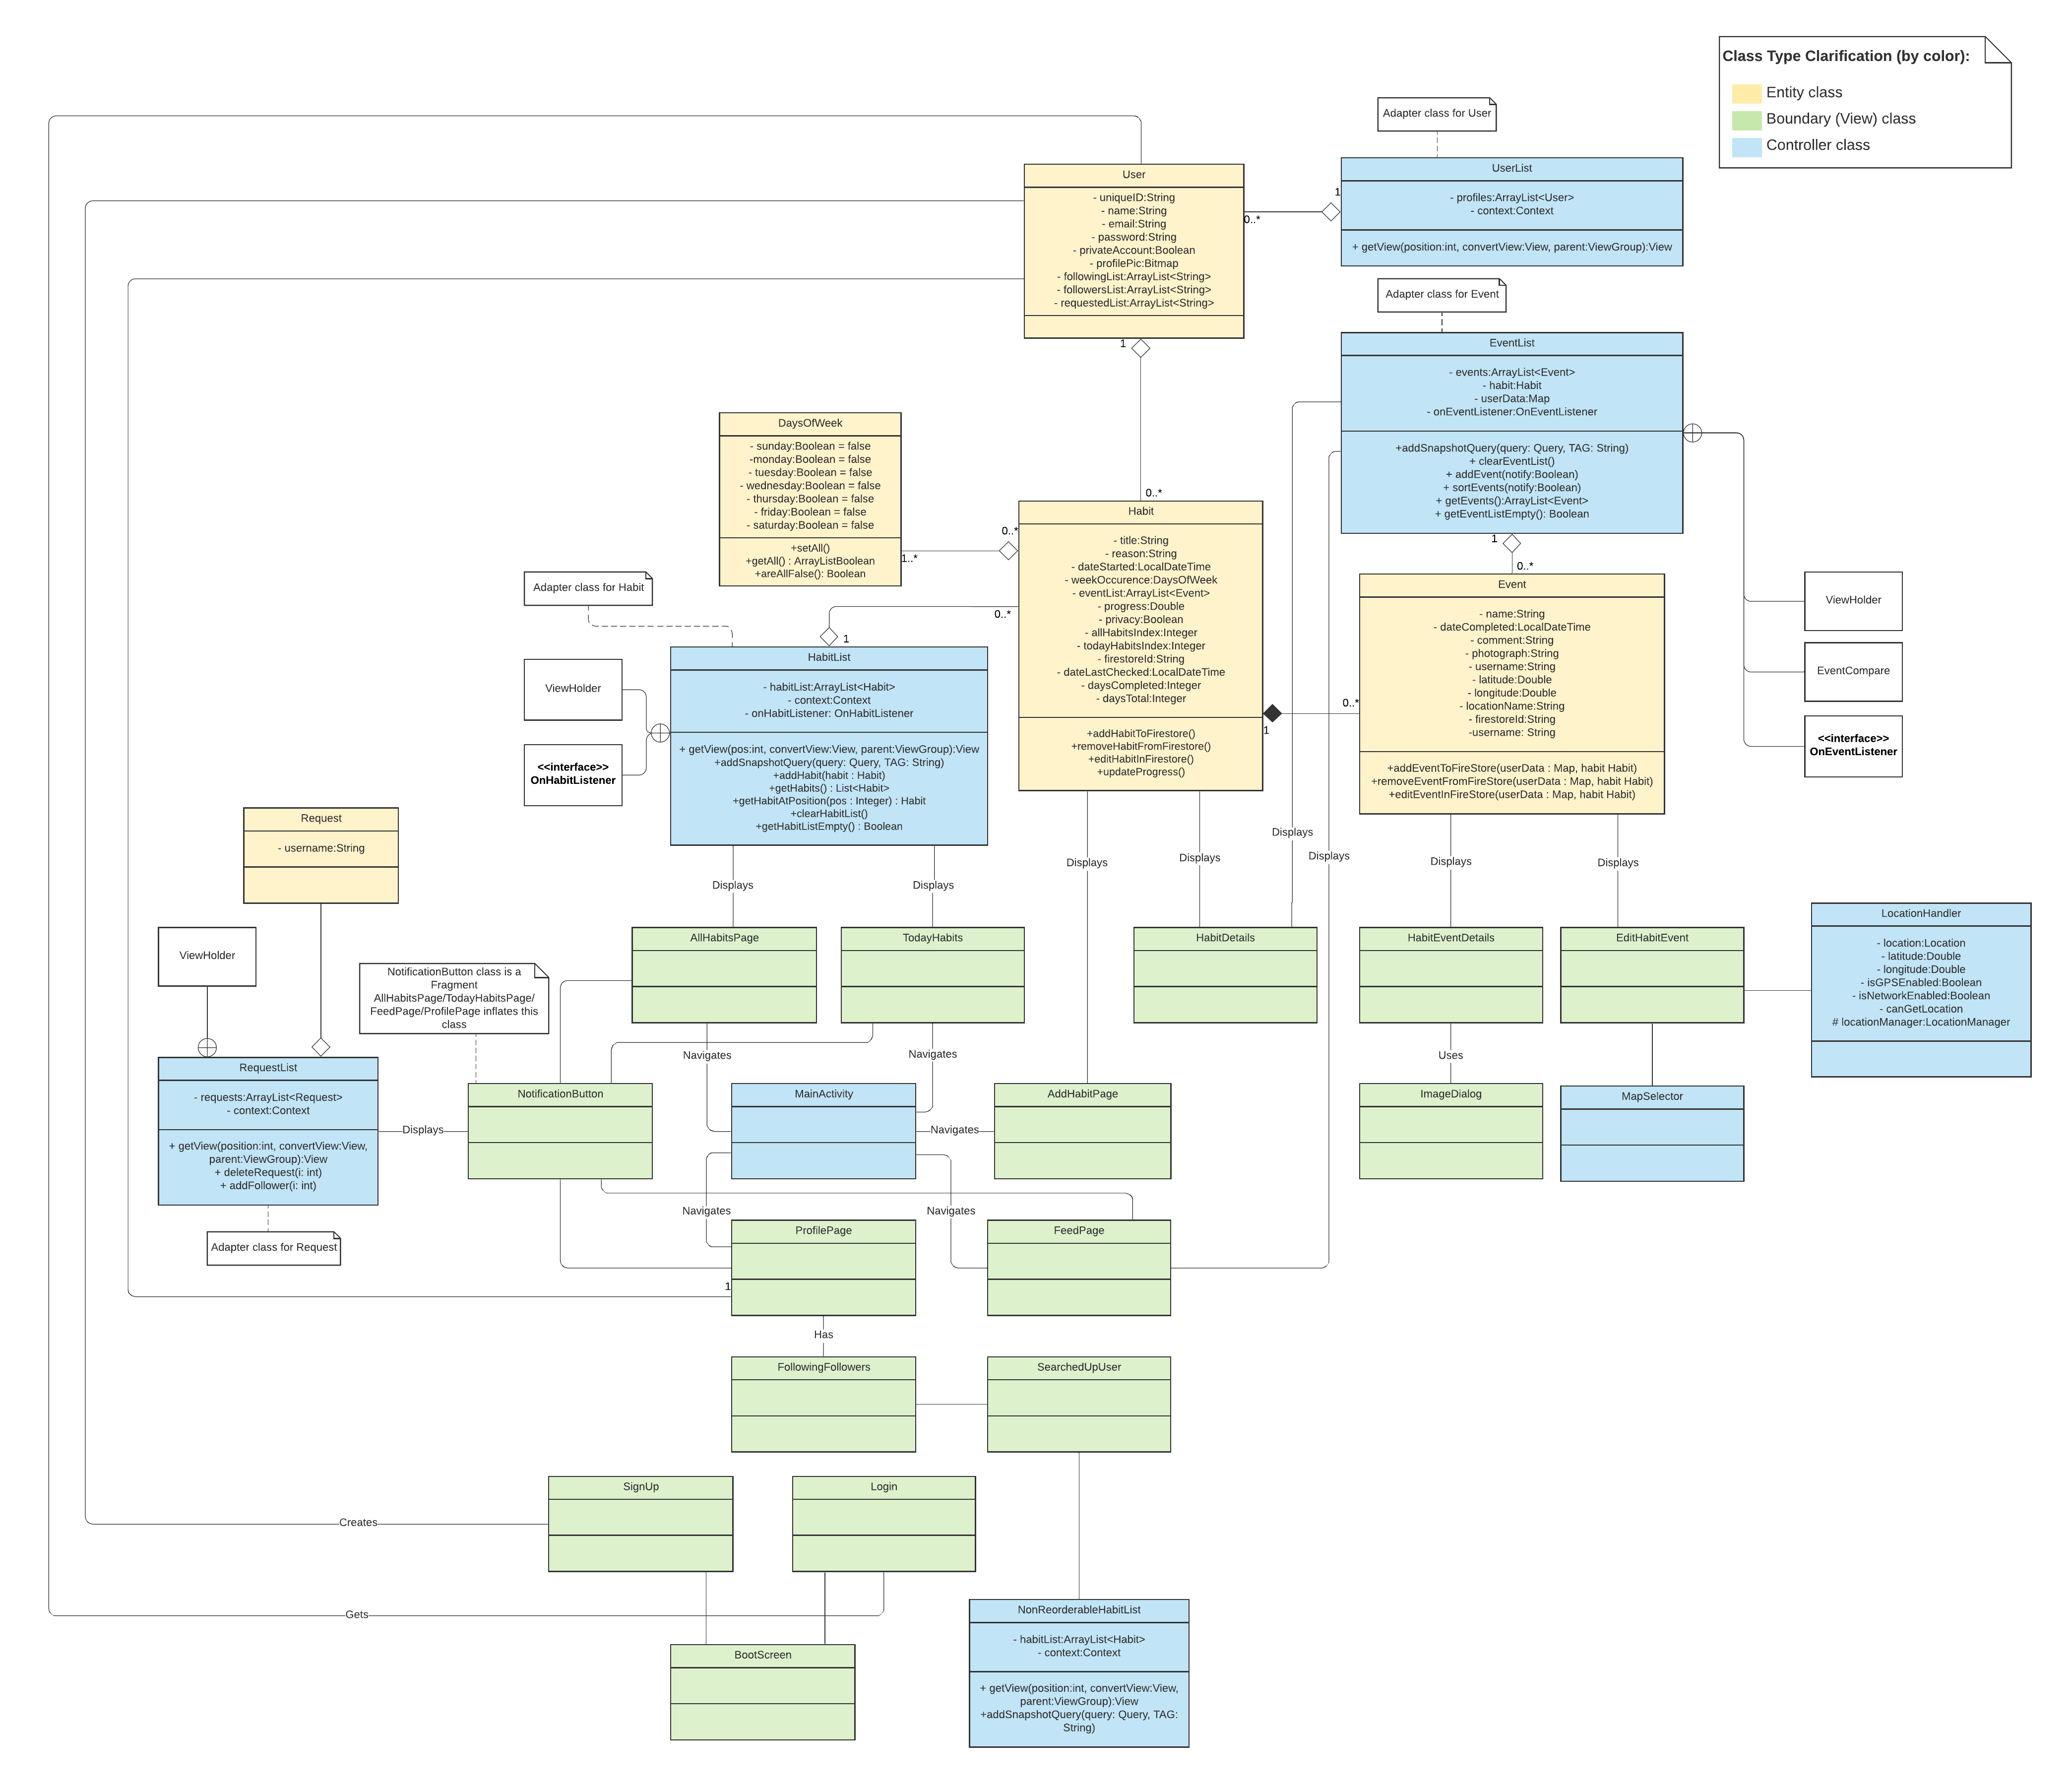 Class Type Clarification (by color):
Entity class
Boundary (View) class
Controller class
Adapter class for User
User
- uniqueID:String
- name:String
- email:String
- password:String
- privateAccount:Boolean
- profilePic:Bitmap
- followingList:ArrayList<String>
- followersList:ArrayList<String>
- requestedList:ArrayList<String>
0..*
1
UserList
- profiles:ArrayList<User>
- context:Context
+ getView(position:int, convertView:View, parent:ViewGroup):View
Adapter class for Event
EventList
- events:ArrayList<Event>
- habit:Habit
- userData:Map
- onEventListener:OnEventListener
+addSnapshotQuery(query: Query, TAG: String)
+ clearEventList()
+ addEvent(notify:Boolean)
+ sortEvents(notify:Boolean)
+ getEvents():ArrayList<Event>
+ getEventListEmpty(): Boolean
1
0..*
1
0..*
DaysOfWeek
- sunday:Boolean = false
-monday:Boolean = false
- tuesday:Boolean = false
- wednesday:Boolean = false
- thursday:Boolean = false
- friday:Boolean = false
- saturday:Boolean = false
+setAll()
+getAll() : ArrayListBoolean
+areAllFalse(): Boolean
1..*
0..*
Habit
- title:String
- reason:String
- dateStarted:LocalDateTime
- weekOccurence:DaysOfWeek
- eventList:ArrayList<Event>
- progress:Double
- privacy:Boolean
- allHabitsIndex:Integer
- todayHabitsIndex:Integer
- firestoreId:String
- dateLastChecked:LocalDateTime
- daysCompleted:Integer
- daysTotal:Integer
+addHabitToFirestore()
+removeHabitFromFirestore()
+editHabitInFirestore()
+updateProgress()
1
0..*
Event
- name:String
- dateCompleted:LocalDateTime
- comment:String
- photograph:String
- username:String
- latitude:Double
- longitude:Double
- locationName:String
- firestoreId:String
-username: String
+addEventToFireStore(userData : Map, habit Habit)
+removeEventFromFireStore(userData : Map, habit Habit)
+editEventInFireStore(userData : Map, habit Habit)
ViewHolder
EventCompare
<<interface>>
OnEventListener
Adapter class for Habit
0..*
1
HabitList
- habitList:ArrayList<Habit>
- context:Context
- onHabitListener: OnHabitListener
+ getView(pos:int, convertView:View, parent:ViewGroup):View
+addSnapshotQuery(query: Query, TAG: String)
+addHabit(habit : Habit)
+getHabits() : List<Habit>
+getHabitAtPosition(pos : Integer) : Habit
+clearHabitList()
+getHabitListEmpty() : Boolean
ViewHolder
<<interface>>
OnHabitListener
Request
- username:String
ViewHolder
Displays
Displays
Displays
Displays
Displays
Displays
Displays
Displays
NotificationButton class is a
Fragment
AllHabitsPage/TodayHabitsPage/
FeedPage/ProfilePage inflates this
class
AllHabitsPage
TodayHabits
HabitDetails
HabitEventDetails
EditHabitEvent
LocationHandler
- location:Location
- latitude:Double
- longitude:Double
- isGPSEnabled:Boolean
- isNetworkEnabled:Boolean
- canGetLocation
# locationManager:LocationManager
Navigates
Navigates
Uses
RequestList
- requests:ArrayList<Request>
- context:Context
+ getView(position:int, convertView:View,
parent:ViewGroup):View
+ deleteRequest(i: int)
+ addFollower(i: int)
Displays
NotificationButton
MainActivity
Navigates
AddHabitPage
ImageDialog
MapSelector
Adapter class for Request
Navigates
Navigates
ProfilePage
1
FeedPage
Has
FollowingFollowers
SearchedUpUser
SignUp
Login
Creates
Gets
BootScreen
NonReorderableHabitList
- habitList:ArrayList<Habit>
- context:Context
+ getView(position:int, convertView:View,
parent:ViewGroup):View
+addSnapshotQuery(query: Query, TAG:
String)